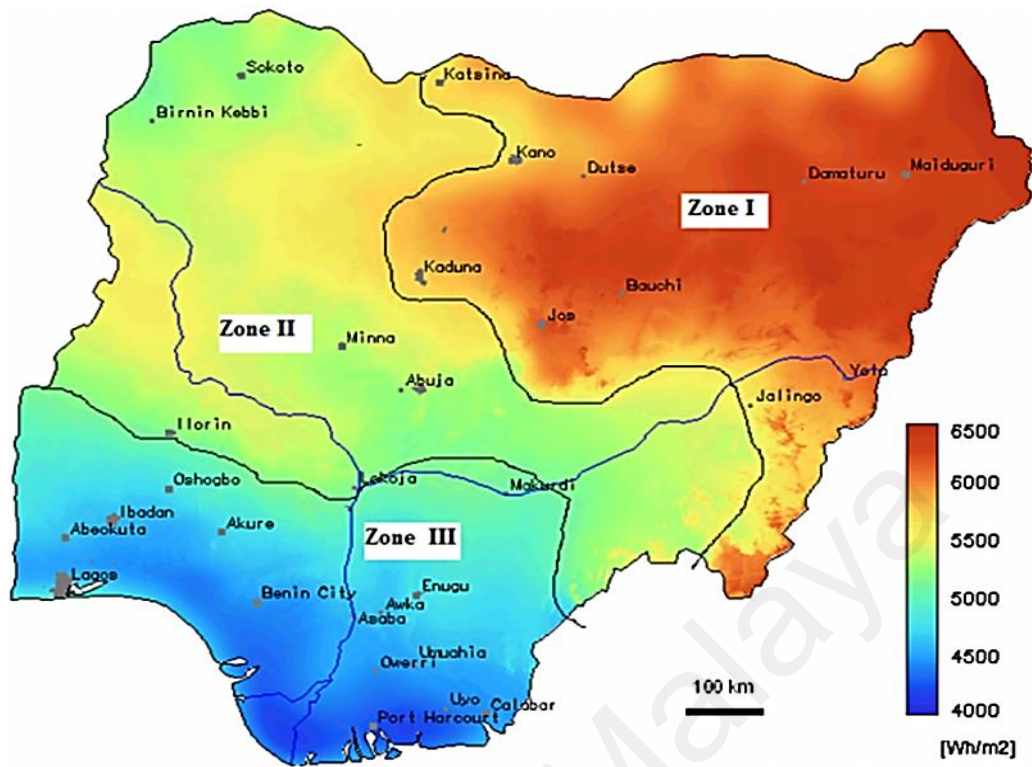 Sokoto
Katsina
Birnin Kebbi
Kano
Dutse
Damaturu
Maiduguri
Zone I
Kaduna
Bauchi
Jos
Zone II
Minna
Abuja
Yola
Jalingo
Ilorin
6500
Lokoja
Makurdi
6000
Oshogbo
Ibadan
Abeokuta
Akure
Zone III
5500
Lagos
Benin City
Enugu
Awka
Asaba
5000
Umuahia
Owerri
4500
100 km
Uyo
Calabar
Port Harcourt
4000
[Wh/m2]
Malaya